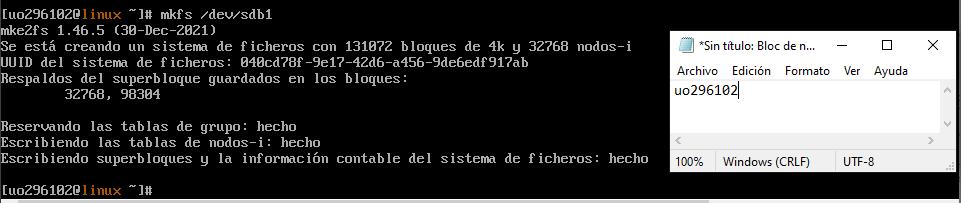 [uo296102@linux ~]# mkfs /dev/sdb1
mke2fs 1.46.5 (30-Dec-2021)
Se está creando un sistema de ficheros con 131072 bloques de 4k y 32768 nodos-i
UUID del sistema de ficheros: 040cd78f-9e17-42d6-a456-9de6edf917ab
Respaldos del superbloque guardados en los bloques:
        32768, 98304

Reservando las tablas de grupo: hecho
Escribiendo las tablas de nodos-i: hecho
Escribiendo superbloques y la información contable del sistema de ficheros: hecho

[uo296102@linux ~]#
*Sin título: Bloc de n...
Archivo Edición Formato Ver Ayuda
uo296102
100% Windows (CRLF) UTF-8